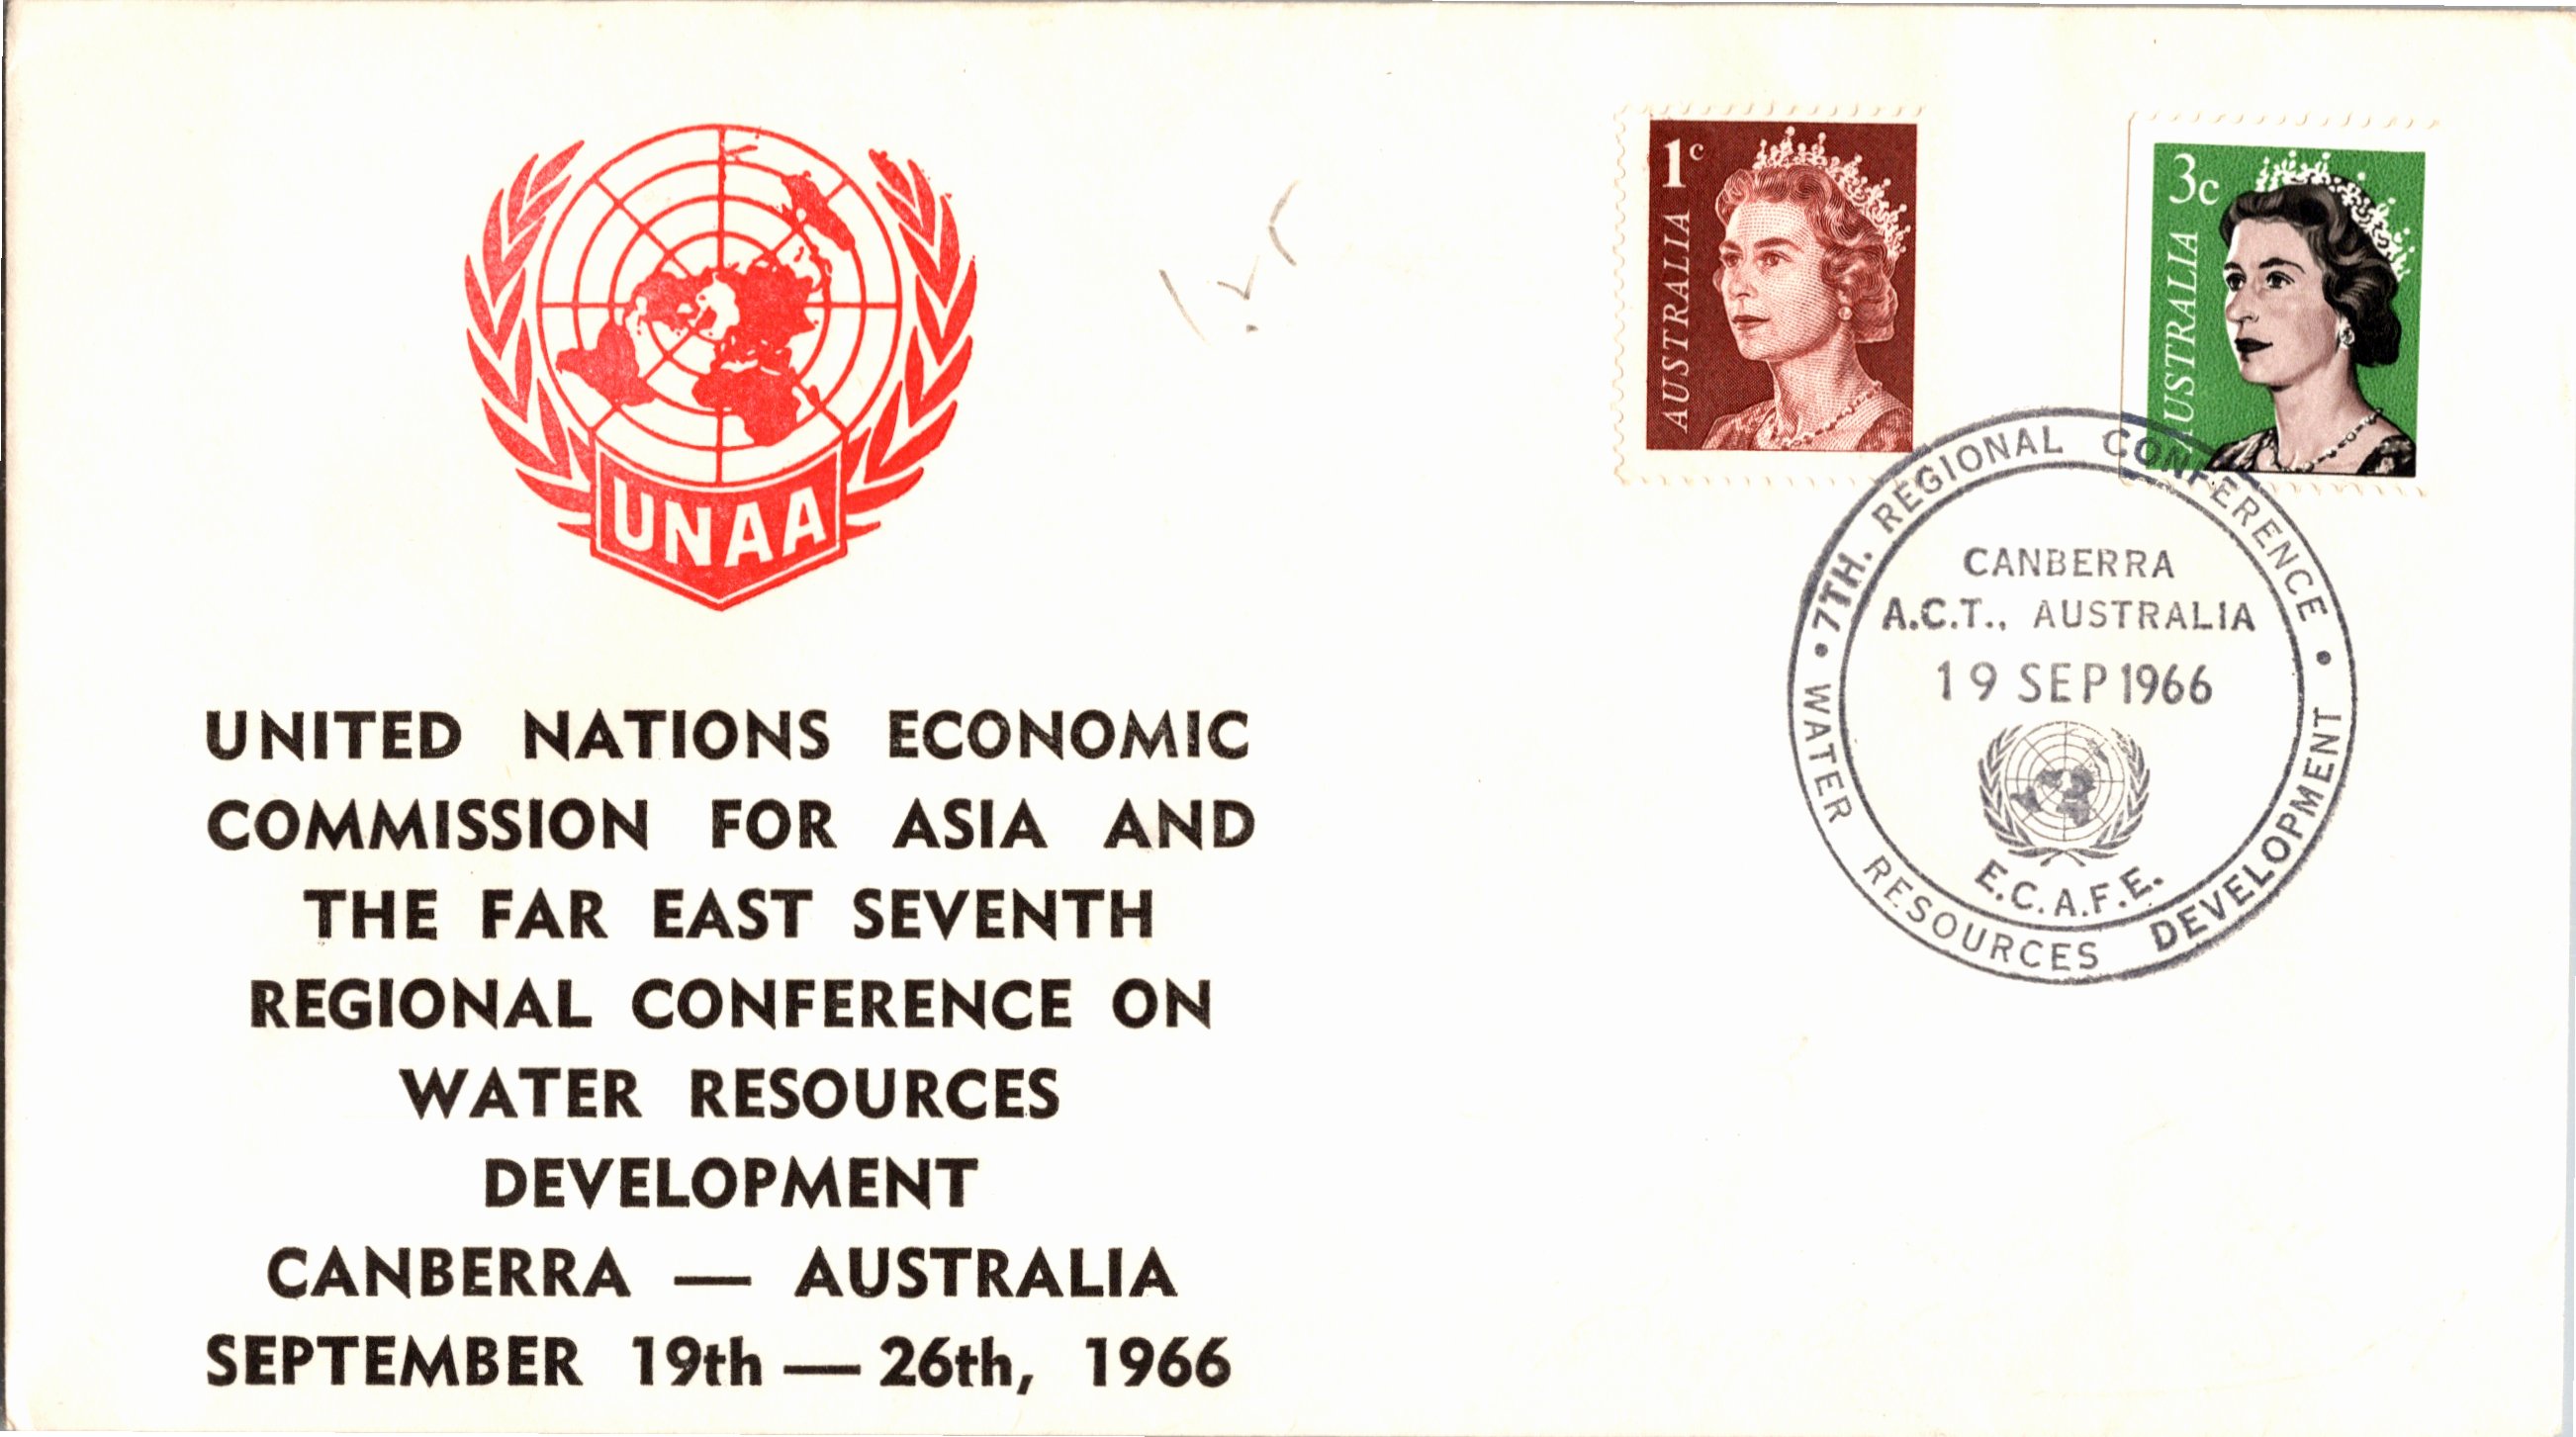 1c
AUSTRALIA
3c
AUSTRALIA
UNAA
7TH. REGIONAL CONFERENCE
CANBERRA
A.C.T., AUSTRALIA
19 SEP 1966
E.C.A.F.E.
WATER RESOURCES DEVELOPMENT
UNITED NATIONS ECONOMIC
COMMISSION FOR ASIA AND
THE FAR EAST SEVENTH
REGIONAL CONFERENCE ON
WATER RESOURCES
DEVELOPMENT
CANBERRA — AUSTRALIA
SEPTEMBER 19th — 26th, 1966